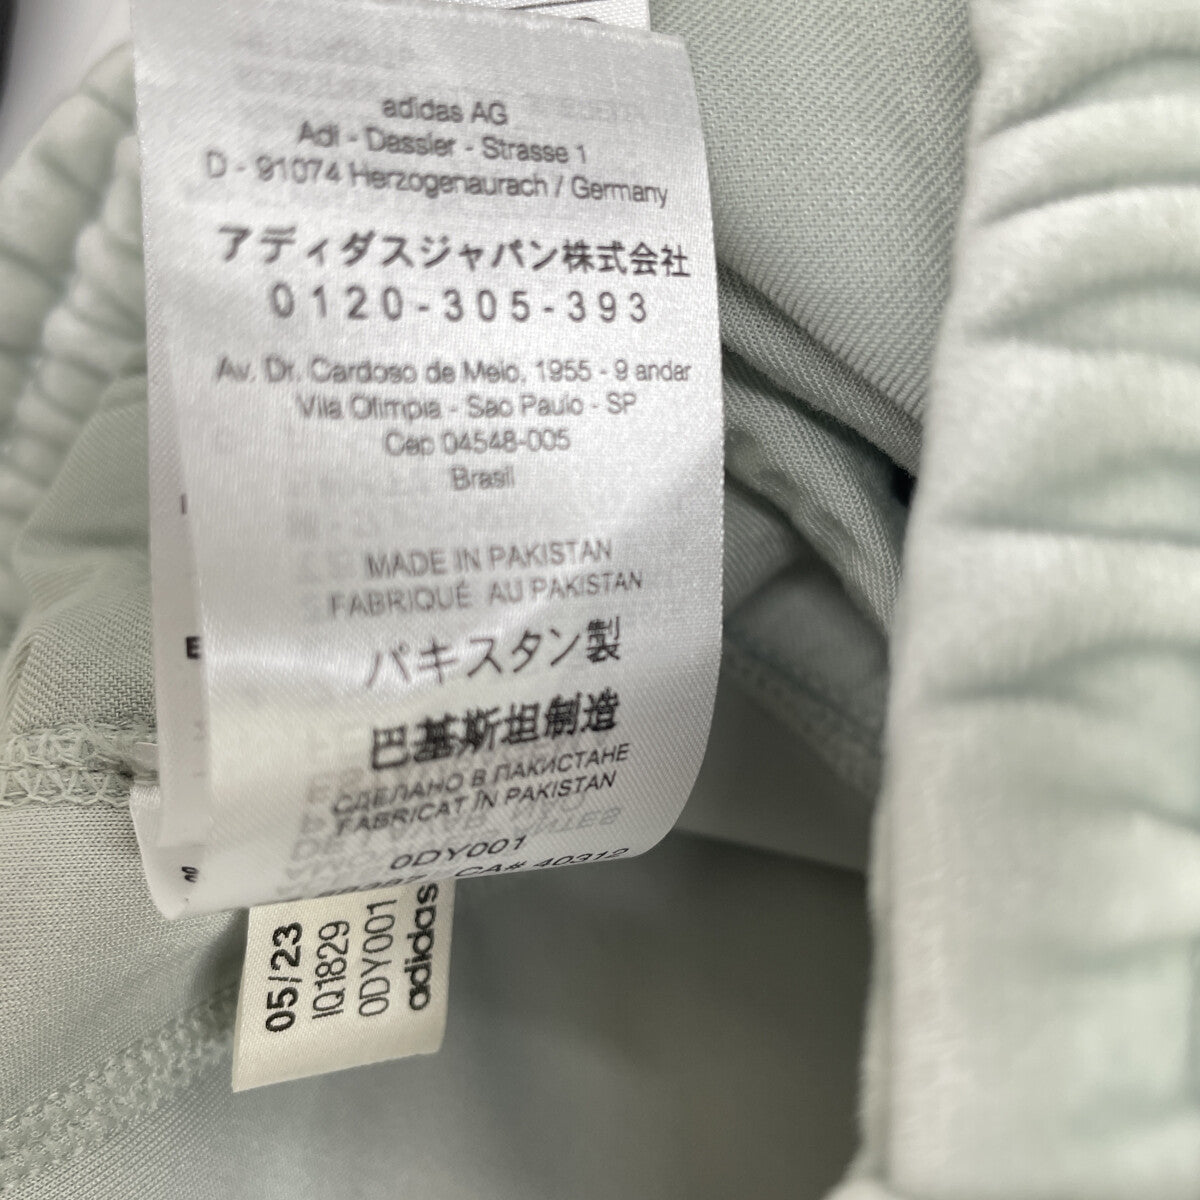 adidas AG
Adi - Dassler - Strasse 1
D - 91074 Herzogenaurach / Germany
アディダスジャパン株式会社
0120-305-393
Av. Dr. Cardoso de Melo, 1955 - 9 andar
Vila Olimpia - Sao Paulo - SP
Cep 04548-005
Brasil
MADE IN PAKISTAN
FABRIQUÉ AU PAKISTAN
パキスタン製
巴基斯坦制造
СДЕЛАНО В ПАКИСТАНЕ
FABRICAT ÎN PAKISTAN
0DY001
CA# 40312
05/23
IQ1829
0DY001
adidas